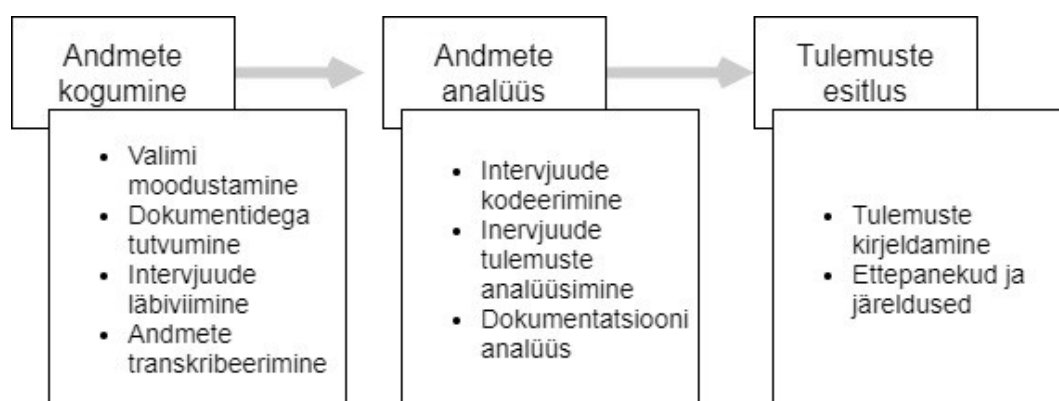 Andmete
kogumine
• Valimi
moodustamine
• Dokumentidega
tutvumine
• Intervjuude
läbiviimine
• Andmete
transkribeerimine
Andmete
analüüs
• Intervjuude
kodeerimine
• Inervjuude
tulemuste
analüüsimine
• Dokumentatsiooni
analüüs
Tulemuste
esitlus
• Tulemuste
kirjeldamine
• Ettepanekud ja
järeldused